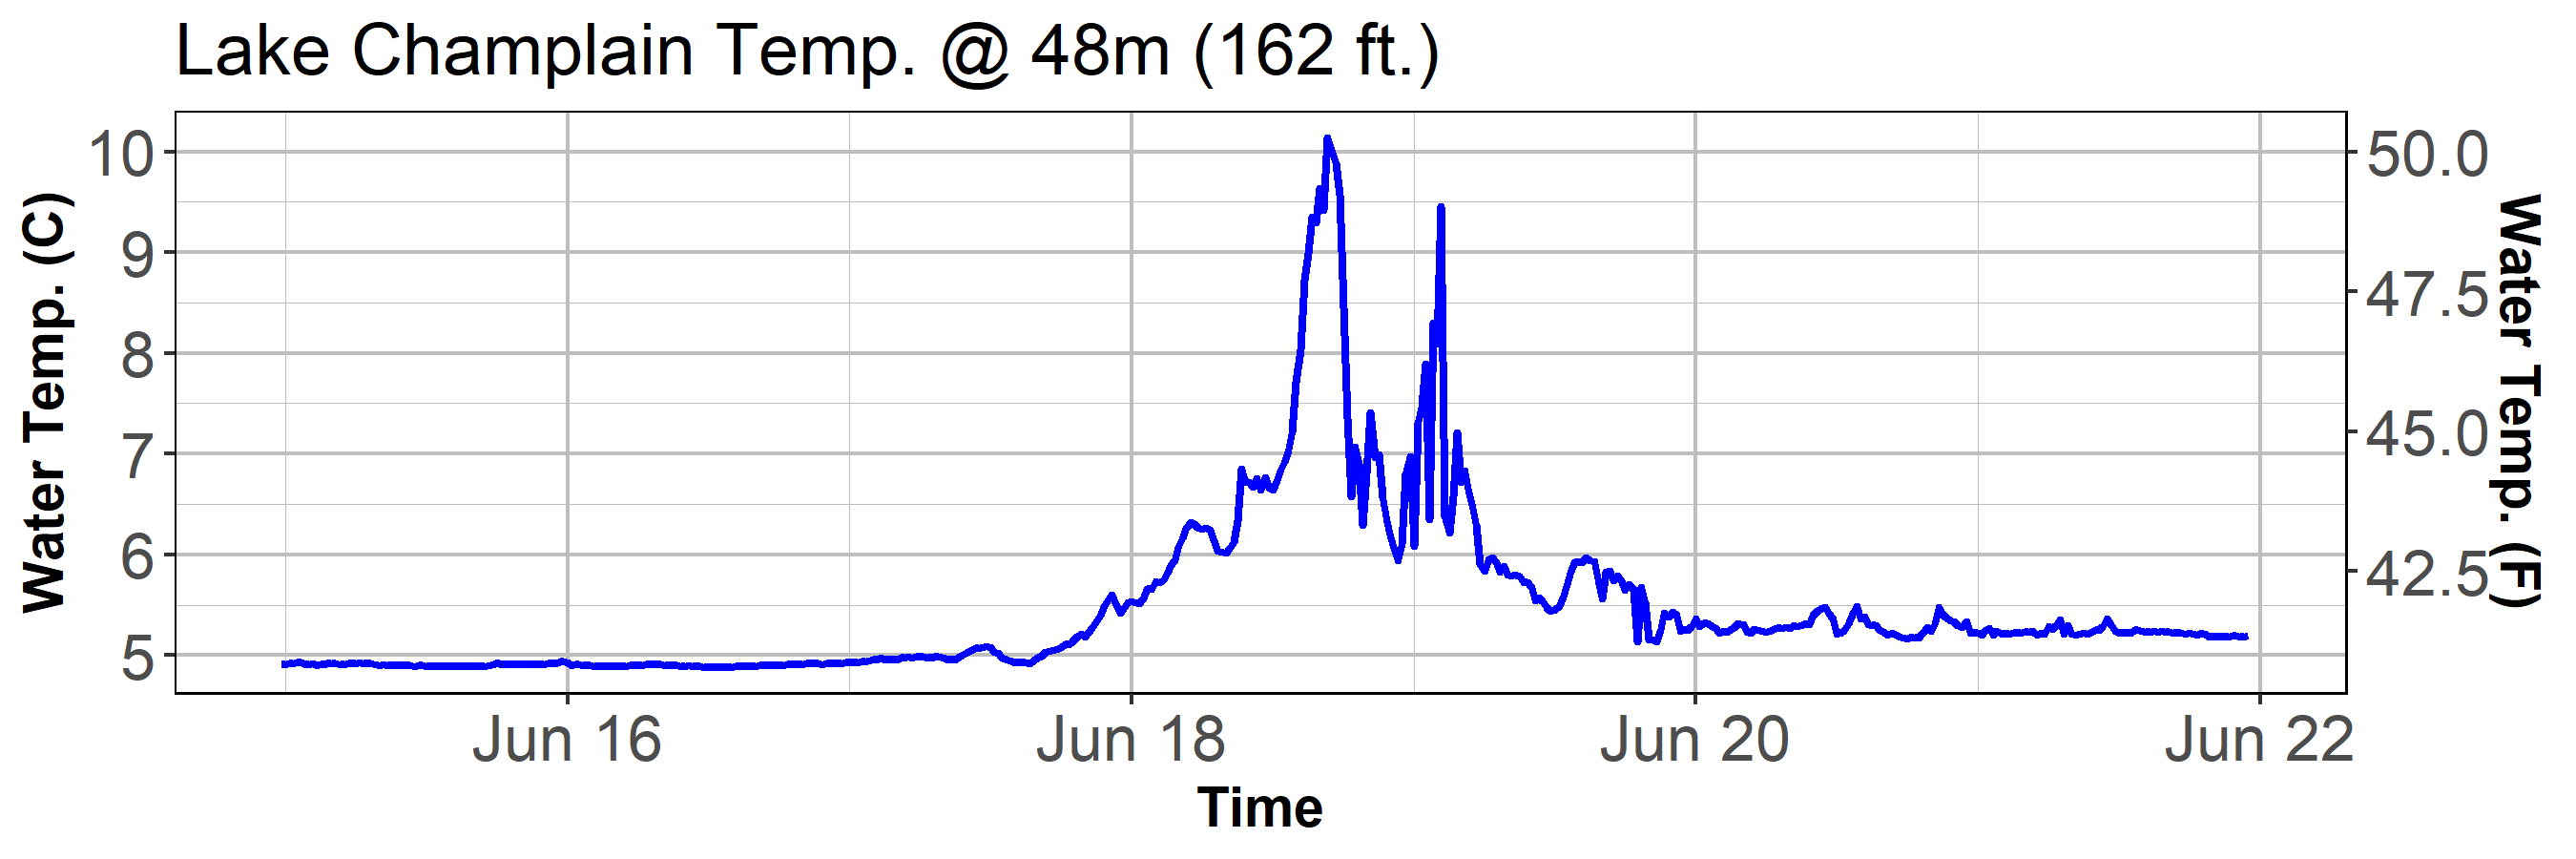 Lake Champlain Temp. @ 48m (162 ft.)
Water Temp. (C)
10
9
8
7
6
5
50.0
47.5
45.0
42.5
Water Temp. (F)
Jun 16
Jun 18
Jun 20
Jun 22
Time